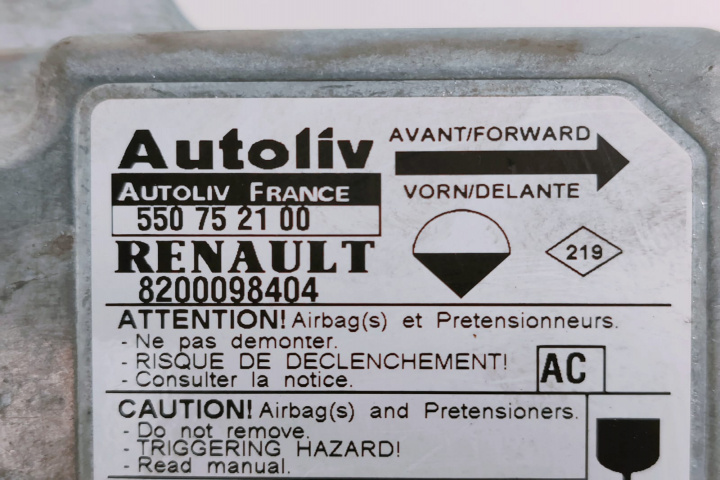 Autoliv
AVANT/FORWARD
VORN/DELANTE
AUTOLIV FRANCE
550 75 21 00
RENAULT
8200098404
219
ATTENTION! Airbag(s) et Pretensionneurs.
- Ne pas demonter.
- RISQUE DE DECLENCHEMENT!
- Consulter la notice.
AC
CAUTION! Airbag(s) and Pretensioners.
- Do not remove.
- TRIGGERING HAZARD!
- Read manual.